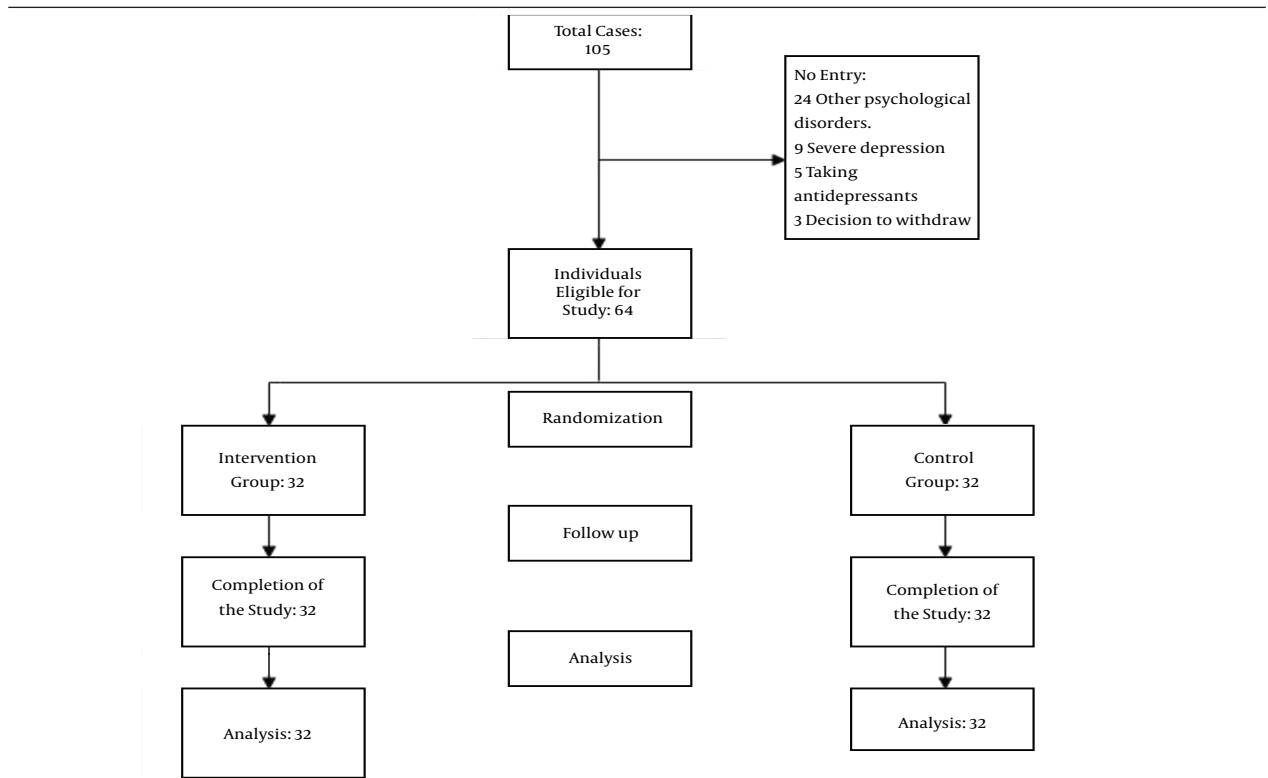 Total Cases:
105
No Entry:
24 Other psychological
disorders.
9 Severe depression
5 Taking
antidepressants
3 Decision to withdraw
Individuals
Eligible for
Study: 64
Randomization
Intervention
Group: 32
Control
Group: 32
Follow up
Completion of
the Study: 32
Completion of
the Study: 32
Analysis
Analysis: 32
Analysis: 32